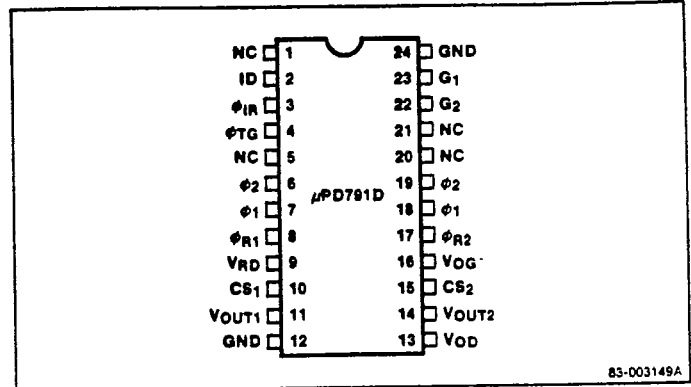 NC 1 24 GND
ID 2 23 G1
φIR 3 22 G2
φTG 4 21 NC
NC 5 20 NC
φ2 6 19 φ2
μPD791D
φ1 7 18 φ1
φR1 8 17 φR2
VRD 9 16 VOG
CS1 10 15 CS2
VOUT1 11 14 VOUT2
GND 12 13 VOD
83-003149A